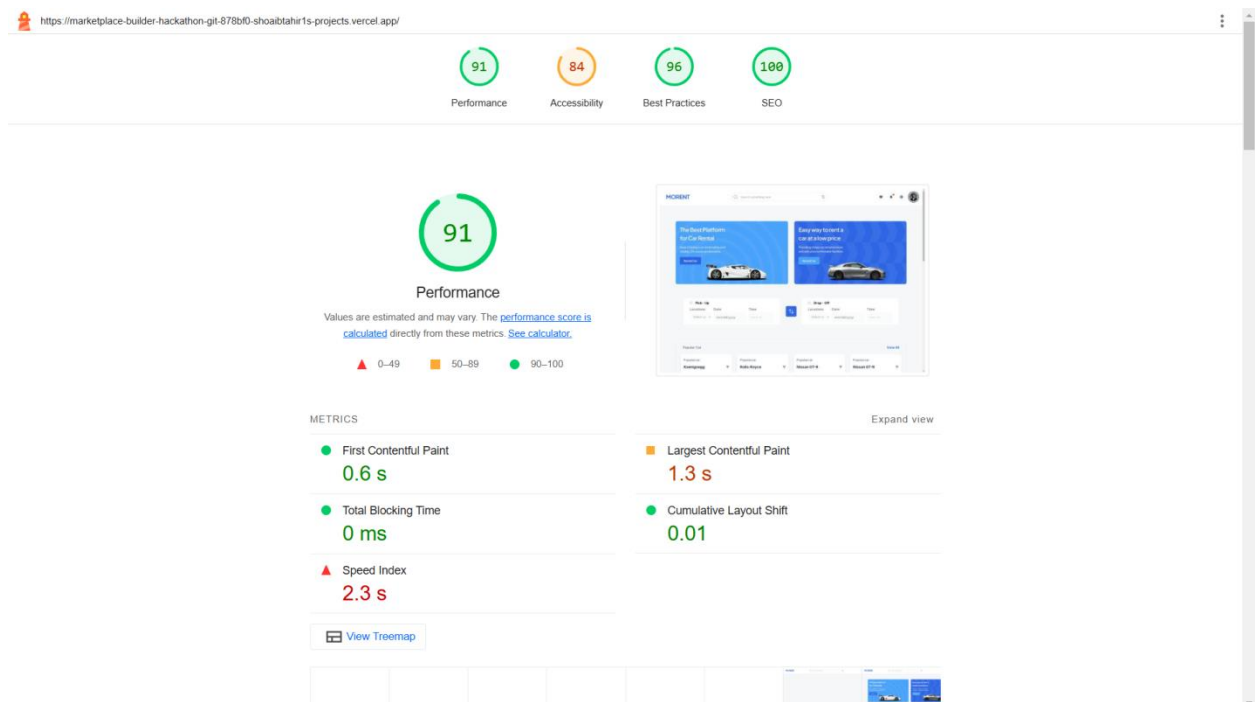 https://marketplace-builder-hackathon-git-878bf0-shoaibtahir1s-projects.vercel.app/
91
84
96
100
Performance
Accessibility
Best Practices
SEO
91
Performance
Values are estimated and may vary. The performance score is
calculated directly from these metrics. See calculator.
0–49
50–89
90–100
MORENT
The Best Platform
for Car Rental
Easy way to rent a
car at a low price
Pick - Up
Drop - Off
METRICS
Expand view
First Contentful Paint
0.6 s
Largest Contentful Paint
1.3 s
Total Blocking Time
0 ms
Cumulative Layout Shift
0.01
Speed Index
2.3 s
View Treemap